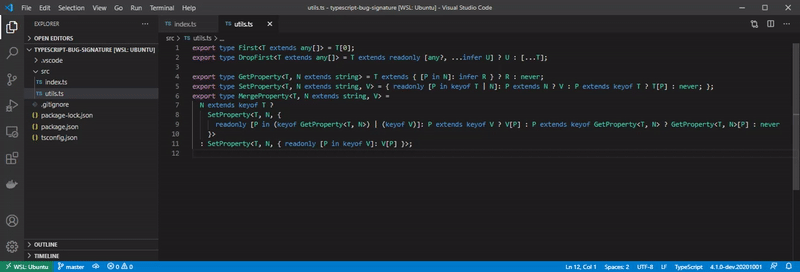 utils.ts - typescript-bug-signature [WSL: Ubuntu] - Visual Studio Code
File Edit Selection View Go Run Terminal Help
EXPLORER
OPEN EDITORS
TYPESCRIPT-BUG-SIGNATURE [WSL: UBUNTU]
.vscode
src
TS index.ts
TS utils.ts
.gitignore
package-lock.json
package.json
tsconfig.json
OUTLINE
TIMELINE
TS index.ts
TS utils.ts
src > TS utils.ts > ...
1 export type First<T extends any[]> = T[0];
2 export type DropFirst<T extends any[]> = T extends readonly [any?, ...infer U] ? U : [...T];
3
4 export type GetProperty<T, N extends string> = T extends { [P in N]: infer R } ? R : never;
5 export type SetProperty<T, N extends string, V> = { readonly [P in keyof T | N]: P extends N ? V : P extends keyof T ? T[P] : never; };
6 export type MergeProperty<T, N extends string, V> =
7 N extends keyof T ?
8 SetProperty<T, N, {
9 readonly [P in (keyof GetProperty<T, N>) | (keyof V)]: P extends keyof V ? V[P] : P extends keyof GetProperty<T, N> ? GetProperty<T, N>[P] : never
10 }>
11 : SetProperty<T, N, { readonly [P in keyof V]: V[P] }>;
12
WSL: Ubuntu
master
0 0
Ln 12, Col 1
Spaces: 2
UTF-8
LF
TypeScript
4.1.0-dev.20201001